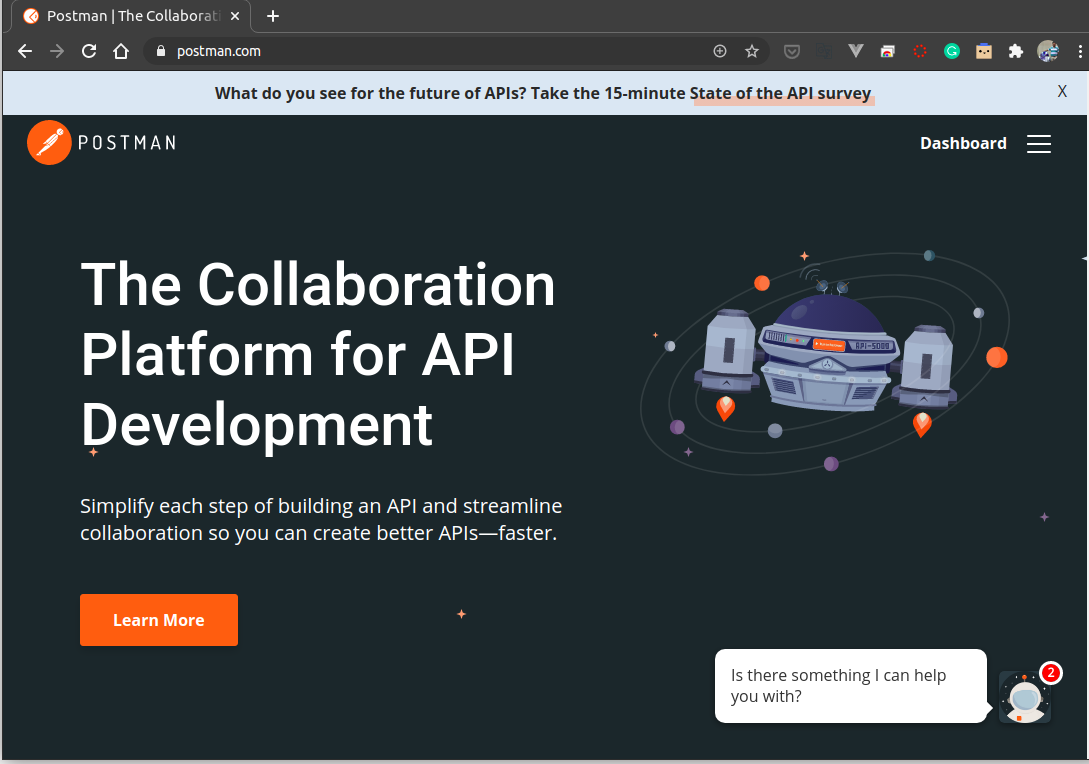 Postman | The Collaborati
postman.com
What do you see for the future of APIs? Take the 15-minute State of the API survey
X
POSTMAN
Dashboard
The Collaboration
Platform for API
Development
API-5000
Simplify each step of building an API and streamline
collaboration so you can create better APIs—faster.
Learn More
Is there something I can help
you with?
2